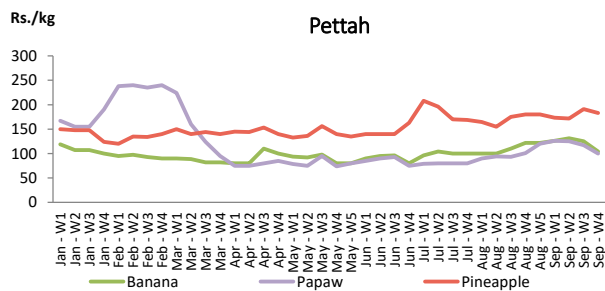 Rs./kg
Pettah
300
250
200
150
100
50
0
Jan - W1
Jan - W2
Jan - W3
Jan - W4
Feb - W1
Feb - W2
Feb - W3
Feb - W4
Mar - W1
Mar - W2
Mar - W3
Mar - W4
Apr - W1
Apr - W2
Apr - W3
Apr - W4
May - W1
May - W2
May - W3
May - W4
May - W5
Jun - W1
Jun - W2
Jun - W3
Jun - W4
Jul - W1
Jul - W2
Jul - W3
Jul - W4
Aug - W1
Aug - W2
Aug - W3
Aug - W4
Aug - W5
Sep - W1
Sep - W2
Sep - W3
Sep - W4
Banana
Papaw
Pineapple